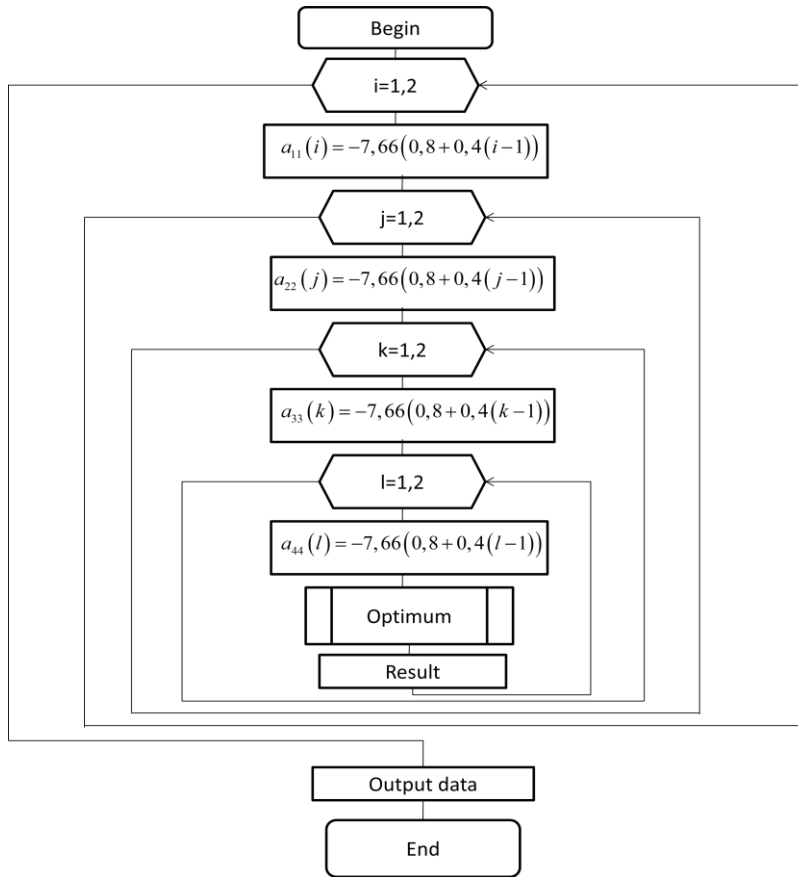 Begin
i=1,2
a₁₁(i)=−7,66(0,8+0,4(i−1))
j=1,2
a₂₂(j)=−7,66(0,8+0,4(j−1))
k=1,2
a₃₃(k)=−7,66(0,8+0,4(k−1))
l=1,2
a₄₄(l)=−7,66(0,8+0,4(l−1))
Optimum
Result
Output data
End